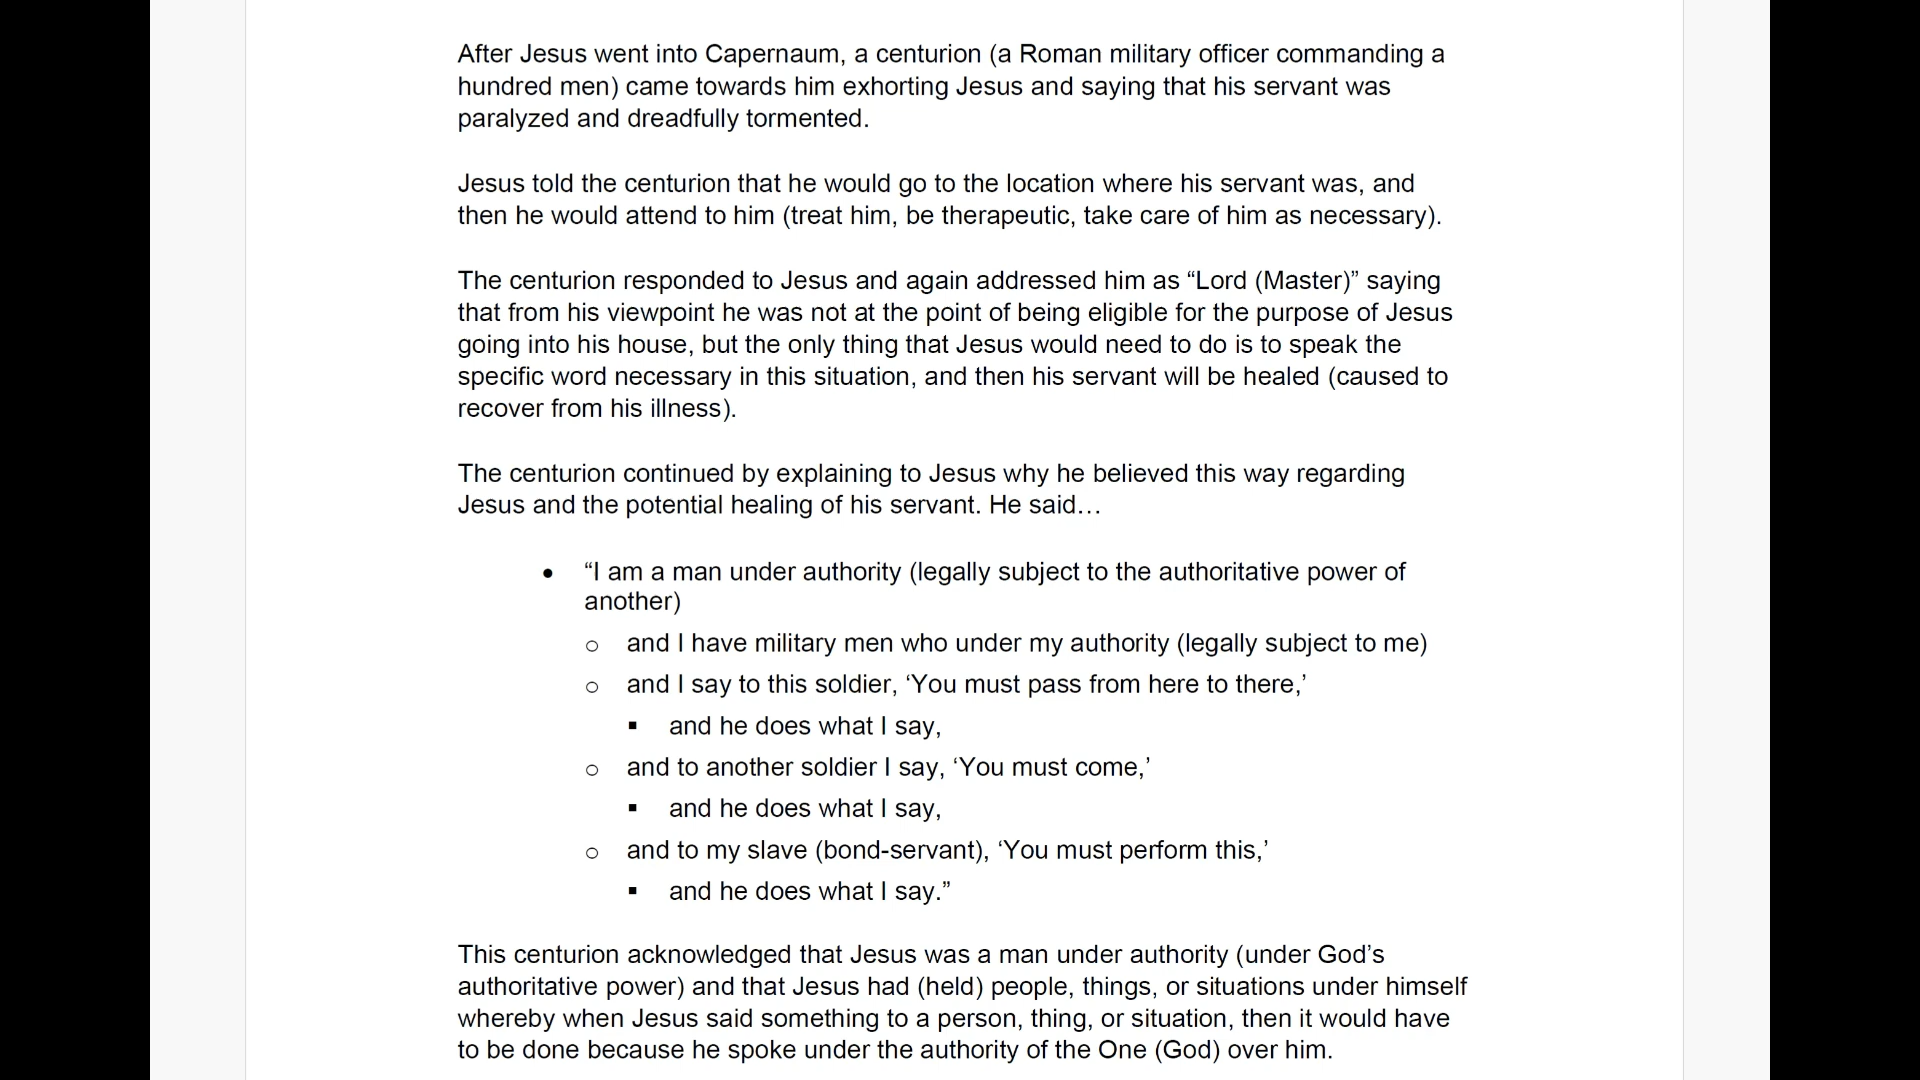 After Jesus went into Capernaum, a centurion (a Roman military officer commanding a
hundred men) came towards him exhorting Jesus and saying that his servant was
paralyzed and dreadfully tormented.
Jesus told the centurion that he would go to the location where his servant was, and
then he would attend to him (treat him, be therapeutic, take care of him as necessary).
The centurion responded to Jesus and again addressed him as “Lord (Master)” saying
that from his viewpoint he was not at the point of being eligible for the purpose of Jesus
going into his house, but the only thing that Jesus would need to do is to speak the
specific word necessary in this situation, and then his servant will be healed (caused to
recover from his illness).
The centurion continued by explaining to Jesus why he believed this way regarding
Jesus and the potential healing of his servant. He said…
• “I am a man under authority (legally subject to the authoritative power of
another)
o and I have military men who under my authority (legally subject to me)
o and I say to this soldier, ‘You must pass from here to there,’
▪ and he does what I say,
o and to another soldier I say, ‘You must come,’
▪ and he does what I say,
o and to my slave (bond-servant), ‘You must perform this,’
▪ and he does what I say.”
This centurion acknowledged that Jesus was a man under authority (under God’s
authoritative power) and that Jesus had (held) people, things, or situations under himself
whereby when Jesus said something to a person, thing, or situation, then it would have
to be done because he spoke under the authority of the One (God) over him.